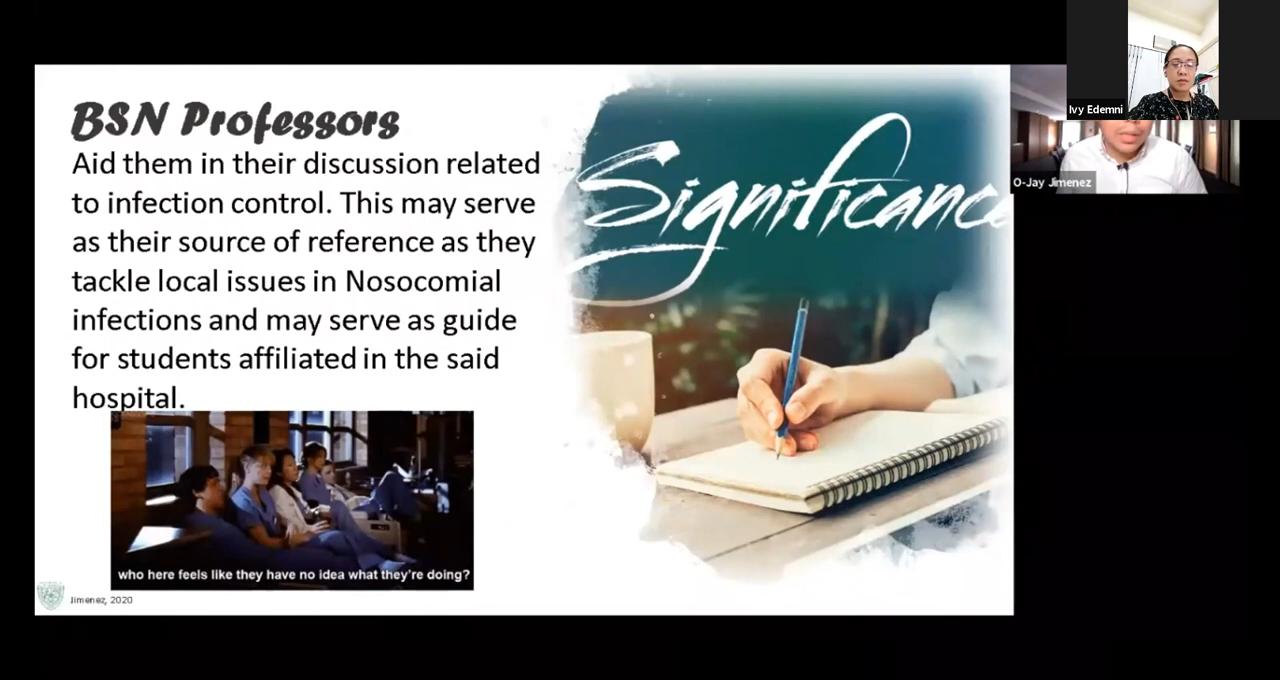 BSN Professors
Aid them in their discussion related
to infection control. This may serve
as their source of reference as they
tackle local issues in Nosocomial
infections and may serve as guide
for students affiliated in the said
hospital.
who here feels like they have no idea what they're doing?
Jimenez, 2020
Significance
Ivy Edemni
O-Jay Jimenez